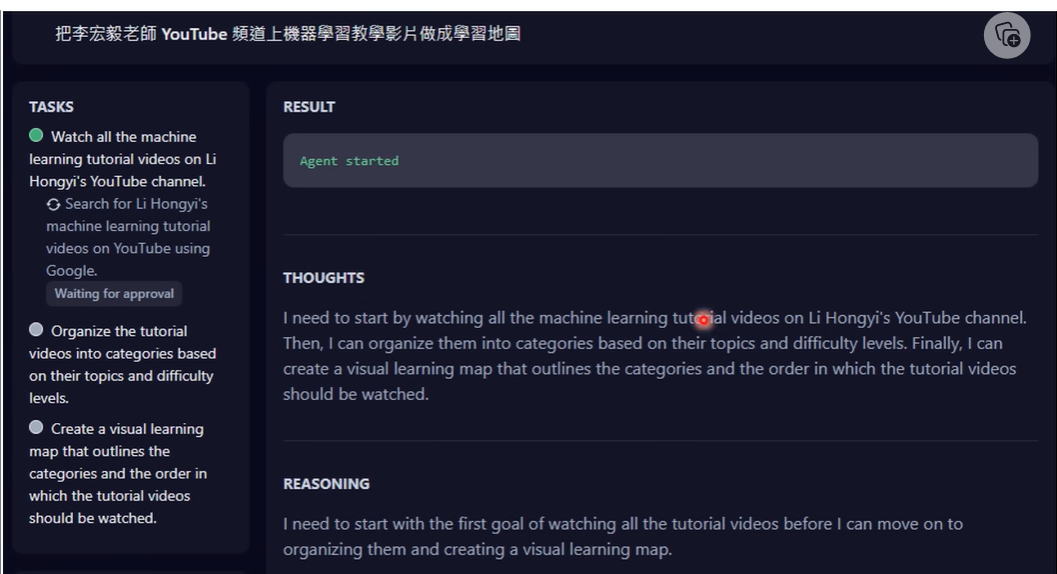 把李宏毅老師 YouTube 頻道上機器學習教學影片做成學習地圖
TASKS
Watch all the machine
learning tutorial videos on Li
Hongyi's YouTube channel.
Search for Li Hongyi's
machine learning tutorial
videos on YouTube using
Google.
Waiting for approval
Organize the tutorial
videos into categories based
on their topics and difficulty
levels.
Create a visual learning
map that outlines the
categories and the order in
which the tutorial videos
should be watched.
RESULT
Agent started
THOUGHTS
I need to start by watching all the machine learning tutorial videos on Li Hongyi's YouTube channel.
Then, I can organize them into categories based on their topics and difficulty levels. Finally, I can
create a visual learning map that outlines the categories and the order in which the tutorial videos
should be watched.
REASONING
I need to start with the first goal of watching all the tutorial videos before I can move on to
organizing them and creating a visual learning map.